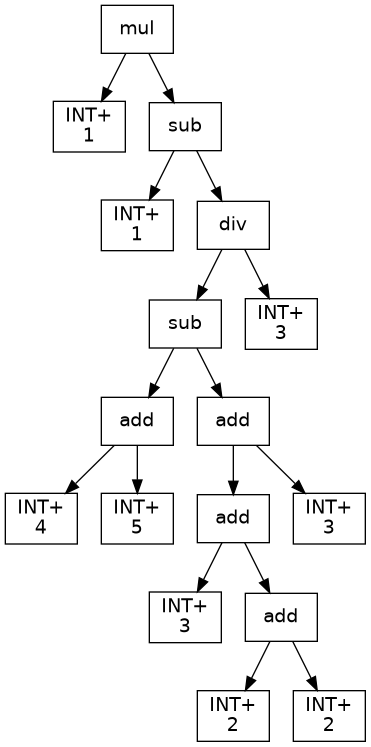 mul
INT+
1
sub
INT+
1
div
sub
INT+
3
add
add
INT+
4
INT+
5
add
INT+
3
INT+
3
add
INT+
2
INT+
2